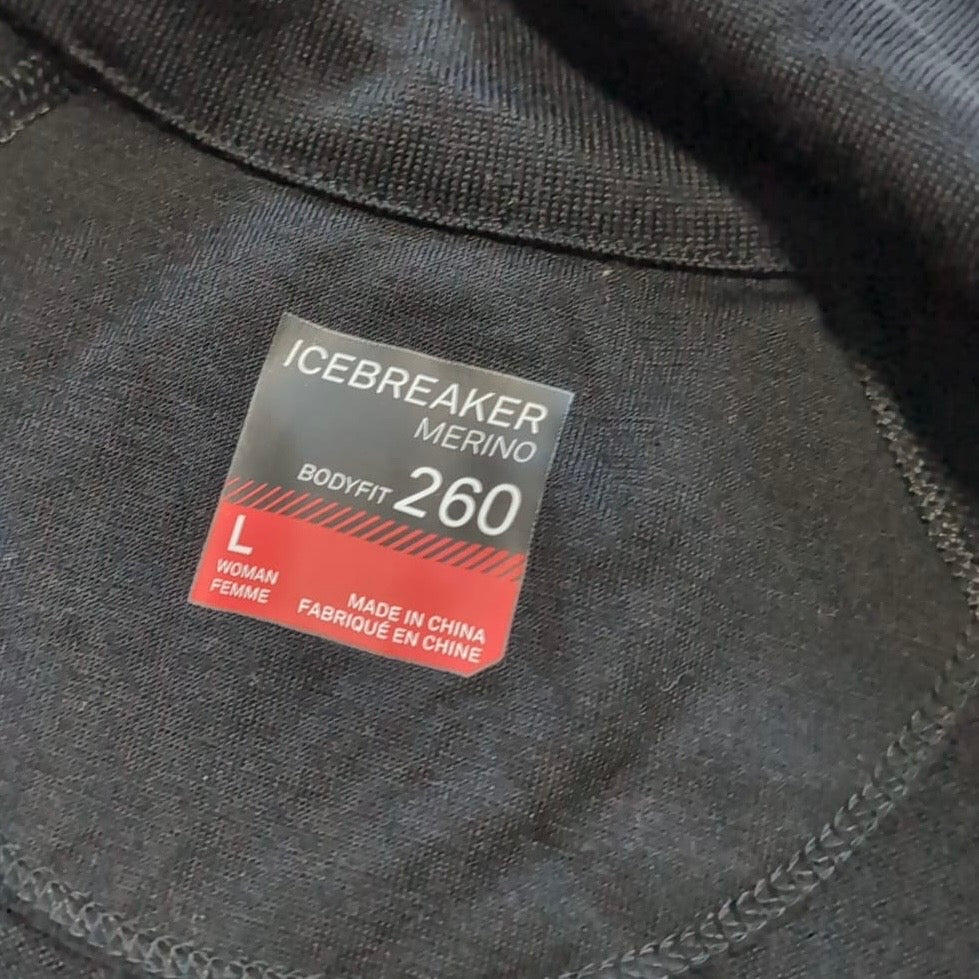 ICEBREAKER
MERINO
BODYFIT 260
L
WOMAN
FEMME
MADE IN CHINA
FABRIQUÉ EN CHINE